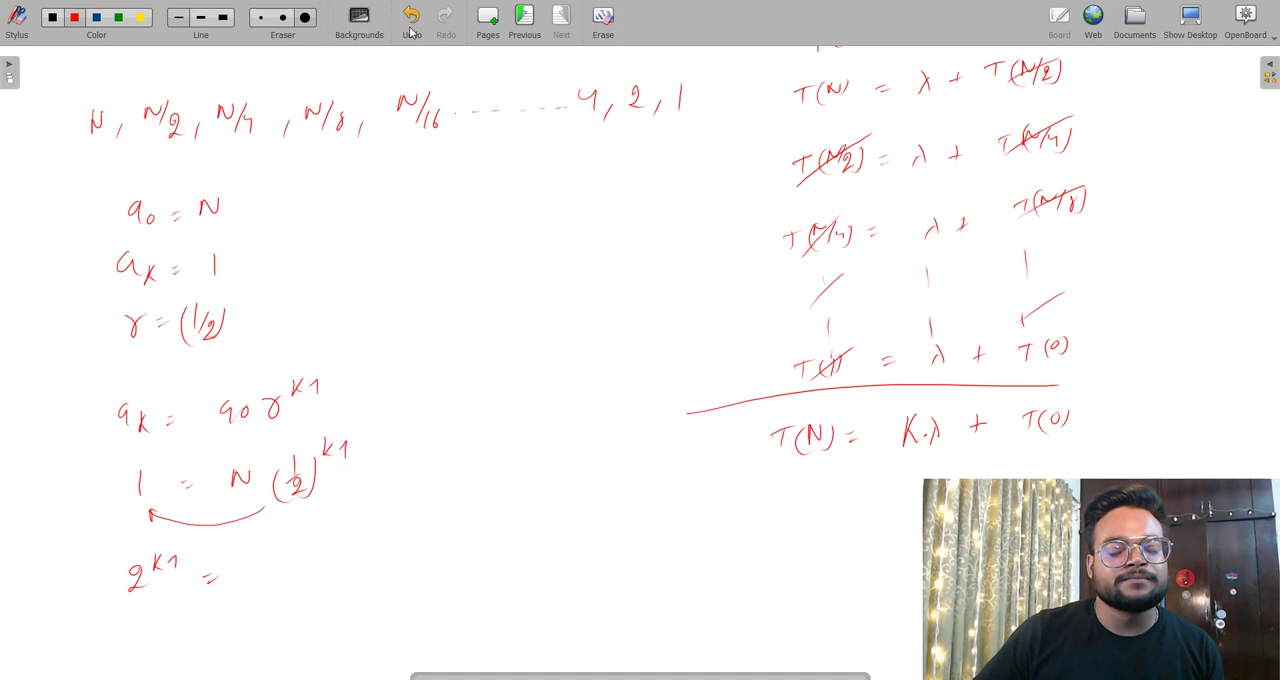 Stylus
Color
Line
Eraser
Backgrounds
Undo
Redo
Pages
Previous
Next
Erase
Board
Web
Documents
Show Desktop
OpenBoard
N, N/2, N/4, N/8, N/16 ........... 4, 2, 1
a0 = N
aK = 1
r = (1/2)
aK = a0 r^K-1
1 = N (1/2)^K-1
2^K-1 =
T(N) = λ + T(N/2)
T(N/2) = λ + T(N/4)
T(N/4) = λ + T(N/8)
T(1) = λ + T(0)
T(N) = K.λ + T(0)